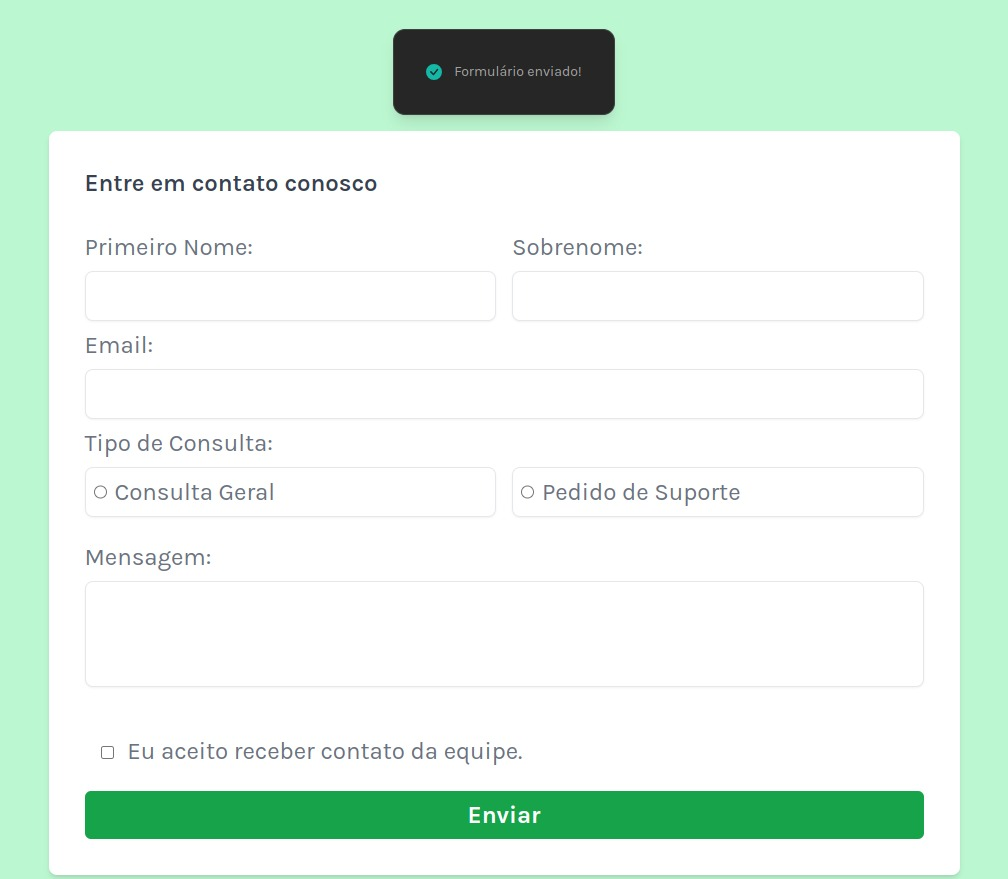 Formulário enviado!
Entre em contato conosco
Primeiro Nome: Sobrenome:
Email:
Tipo de Consulta:
Consulta Geral Pedido de Suporte
Mensagem:
Eu aceito receber contato da equipe.
Enviar